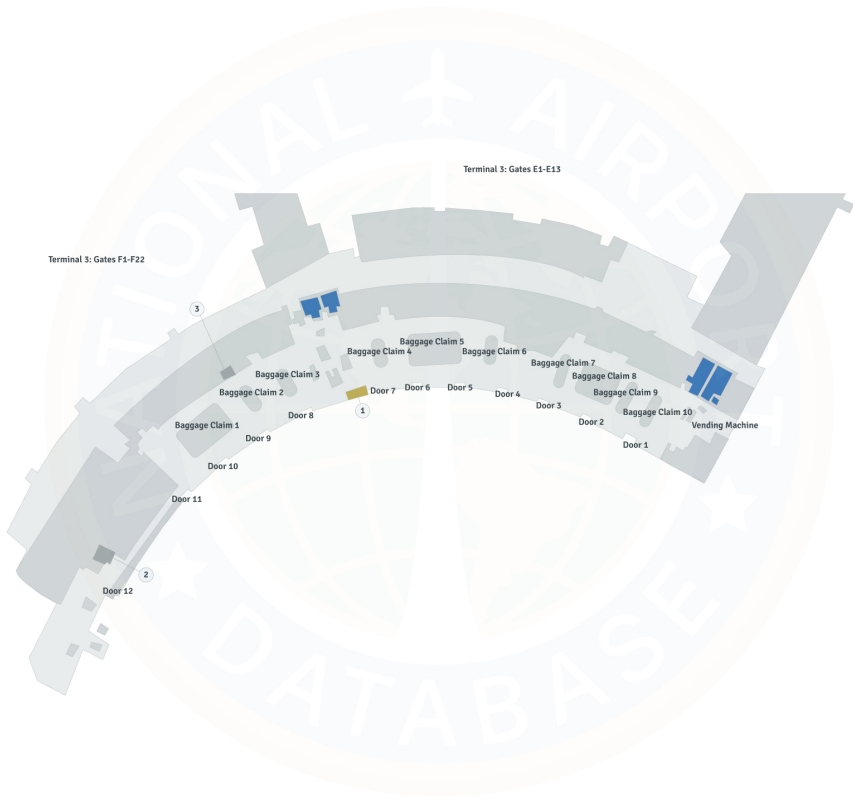 NATIONAL AIRPORT
Terminal 3: Gates E1-E13
Terminal 3: Gates F1-F22
3
Baggage Claim 5
Baggage Claim 4
Baggage Claim 6
Baggage Claim 7
Baggage Claim 3
Baggage Claim 8
Door 7
Door 6
Door 5
Baggage Claim 2
Baggage Claim 9
Door 4
Door 3
1
Baggage Claim 10
Door 8
Door 2
Baggage Claim 1
Vending Machine
Door 9
Door 1
Door 10
Door 11
2
Door 12
DATABASE